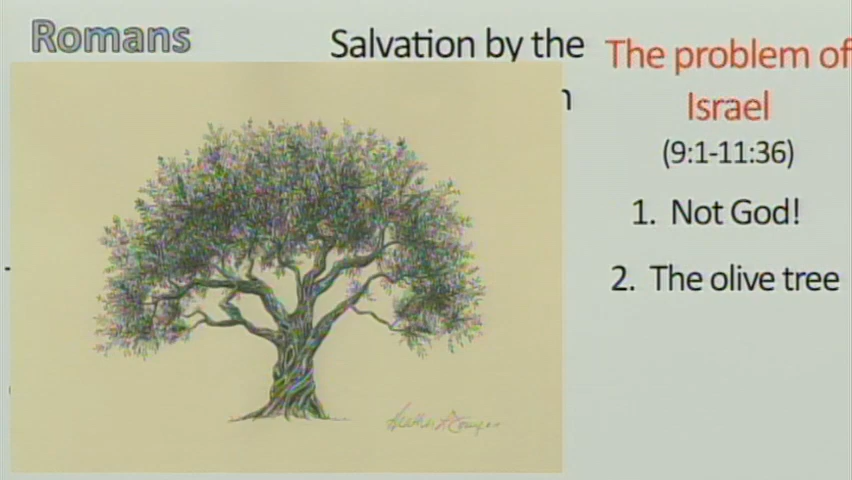 Romans
Salvation by the
n
The problem of
Israel
(9:1-11:36)
1. Not God!
2. The olive tree